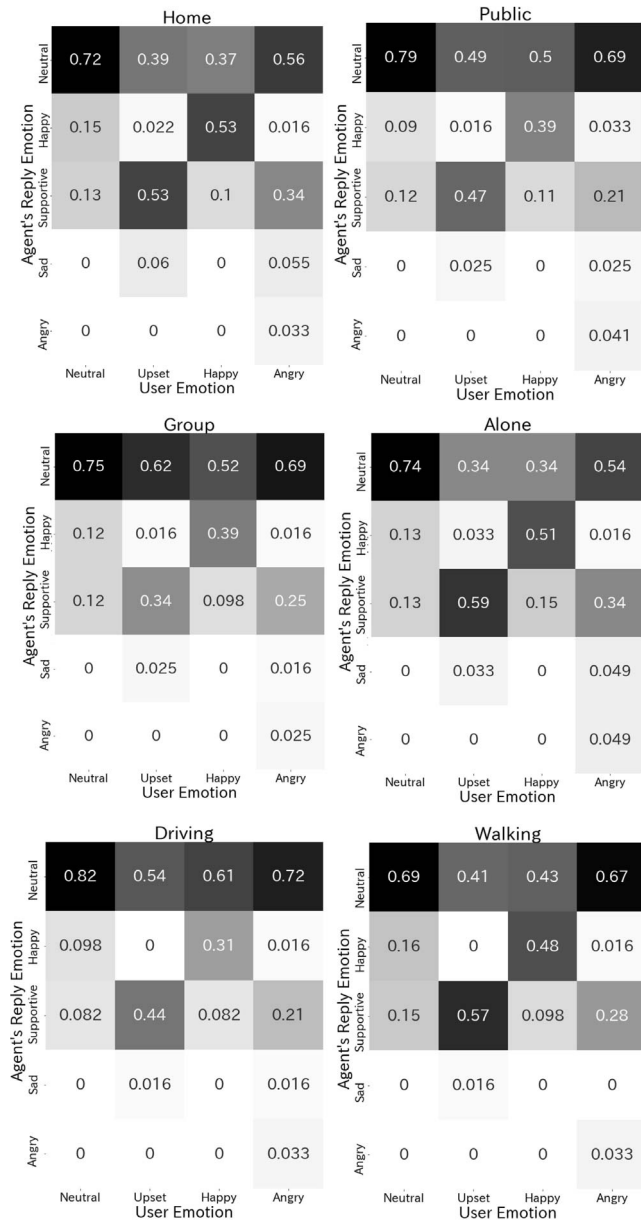 Home
Agent's Reply Emotion
Neutral 0.72 0.39 0.37 0.56
Happy 0.15 0.022 0.53 0.016
Supportive 0.13 0.53 0.1 0.34
Sad 0 0.06 0 0.055
Angry 0 0 0 0.033
Neutral Upset Happy Angry
User Emotion
Public
Agent's Reply Emotion
Neutral 0.79 0.49 0.5 0.69
Happy 0.09 0.016 0.39 0.033
Supportive 0.12 0.47 0.11 0.21
Sad 0 0.025 0 0.025
Angry 0 0 0 0.041
Neutral Upset Happy Angry
User Emotion
Group
Agent's Reply Emotion
Neutral 0.75 0.62 0.52 0.69
Happy 0.12 0.016 0.39 0.016
Supportive 0.12 0.34 0.098 0.25
Sad 0 0.025 0 0.016
Angry 0 0 0 0.025
Neutral Upset Happy Angry
User Emotion
Alone
Agent's Reply Emotion
Neutral 0.74 0.34 0.34 0.54
Happy 0.13 0.033 0.51 0.016
Supportive 0.13 0.59 0.15 0.34
Sad 0 0.033 0 0.049
Angry 0 0 0 0.049
Neutral Upset Happy Angry
User Emotion
Driving
Agent's Reply Emotion
Neutral 0.82 0.54 0.61 0.72
Happy 0.098 0 0.31 0.016
Supportive 0.082 0.44 0.082 0.21
Sad 0 0.016 0 0.016
Angry 0 0 0 0.033
Neutral Upset Happy Angry
User Emotion
Walking
Agent's Reply Emotion
Neutral 0.69 0.41 0.43 0.67
Happy 0.16 0 0.48 0.016
Supportive 0.15 0.57 0.098 0.28
Sad 0 0.016 0 0
Angry 0 0 0 0.033
Neutral Upset Happy Angry
User Emotion